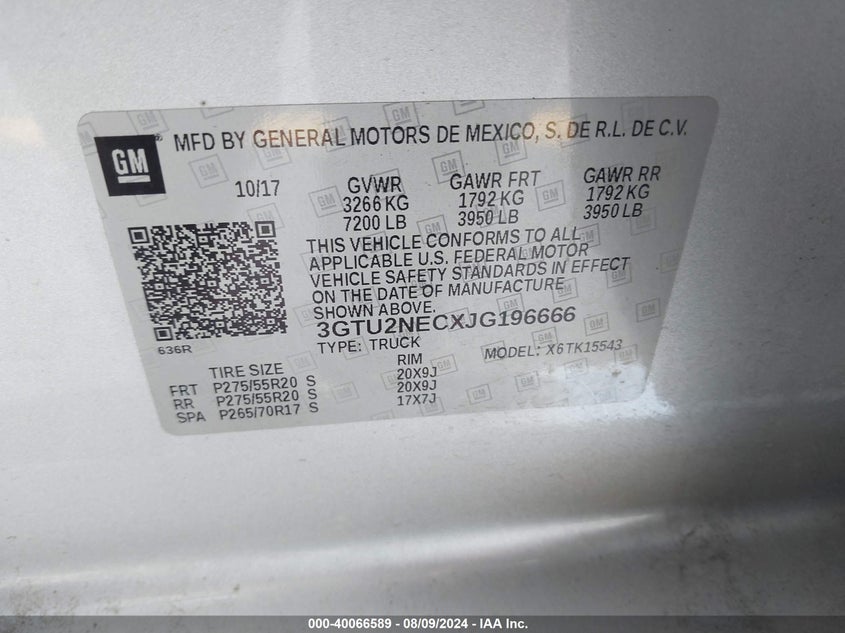 GM
MFD BY GENERAL MOTORS DE MEXICO, S. DE R.L. DE C.V.
10/17 GVWR GAWR FRT GAWR RR
3266 KG 1792 KG 1792 KG
7200 LB 3950 LB 3950 LB
THIS VEHICLE CONFORMS TO ALL
APPLICABLE U.S. FEDERAL MOTOR
VEHICLE SAFETY STANDARDS IN EFFECT
ON THE DATE OF MANUFACTURE
SHOWN ABOVE.
3GTU2NECXJG196666
636R
TYPE: TRUCK MODEL: X6TK15543
TIRE SIZE RIM
FRT P275/55R20 S 20X9J
RR P275/55R20 S 20X9J
SPA P265/70R17 S 17X7J
000-40066589 - 08/09/2024 - IAA Inc.